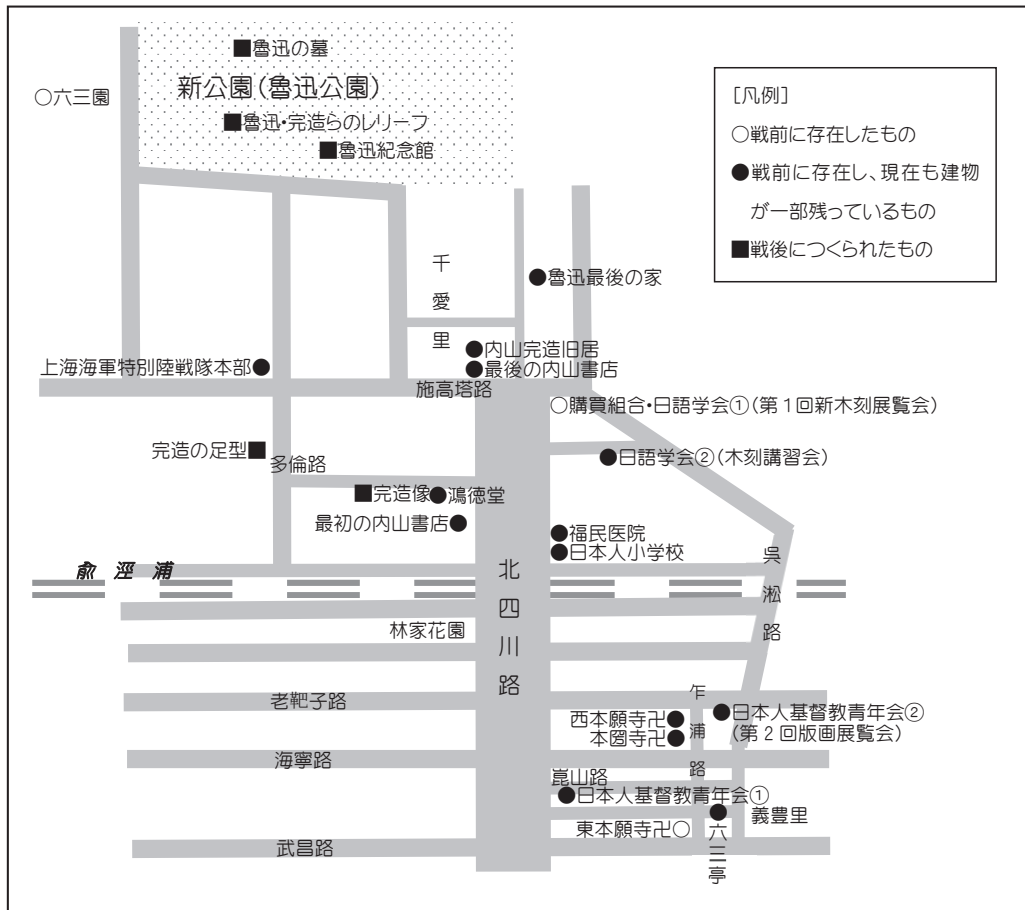 ■魯迅の墓
新公園(魯迅公園)
○六三園
■魯迅・完造らのレリーフ
■魯迅紀念館
[凡例]
○戦前に存在したもの
●戦前に存在し、現在も建物
が一部残っているもの
■戦後につくられたもの
千愛里
●魯迅最後の家
●内山完造旧居
上海海軍特別陸戦隊本部●
●最後の内山書店
施高塔路
○購買組合・日語学会①(第1回新木刻展覧会)
完造の足型■
多倫路
●日語学会②(木刻講習会)
■完造像●鴻徳堂
最初の内山書店●
●福民医院
●日本人小学校
兪涇浦
北四川路
呉淞路
林家花園
老靶子路
乍浦路
西本願寺卍●
●日本人基督教青年会②
(第2回版画展覧会)
本圀寺卍●
海寧路
崑山路
●日本人基督教青年会①
●六三亭
義豊里
東本願寺卍○
武昌路